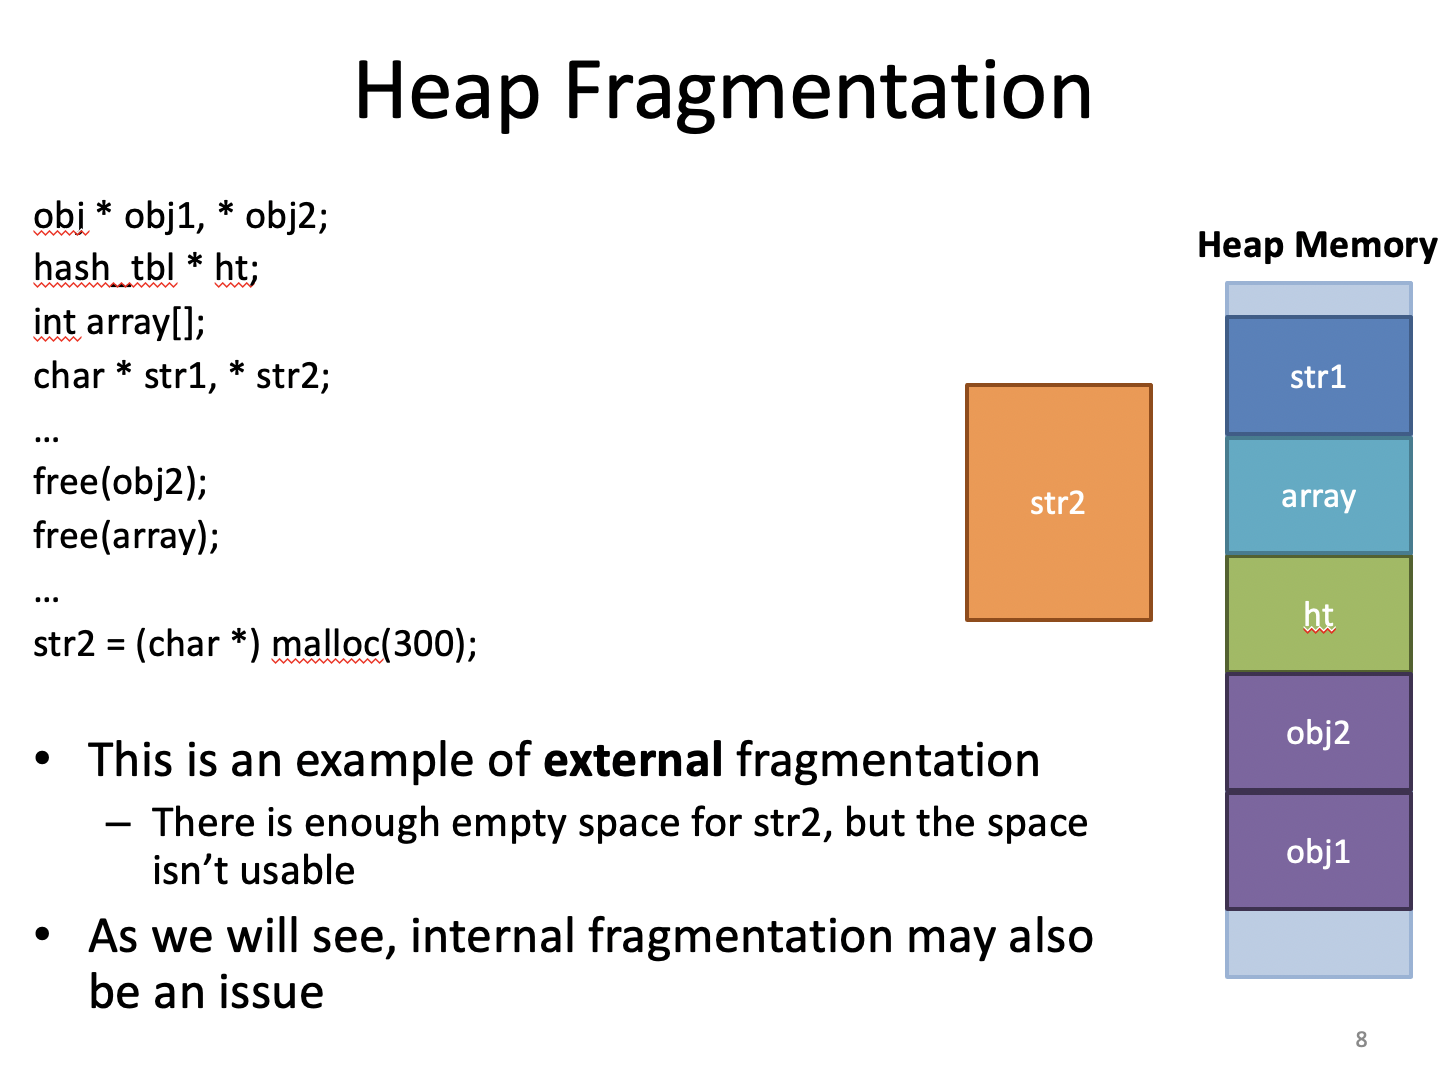 Heap Fragmentation
obj * obj1, * obj2;
hash_tbl * ht;
int array[];
char * str1, * str2;
…
free(obj2);
free(array);
…
str2 = (char *) malloc(300);
• This is an example of external fragmentation
– There is enough empty space for str2, but the space
isn’t usable
• As we will see, internal fragmentation may also
be an issue
str2
Heap Memory
str1
array
ht
obj2
obj1
8